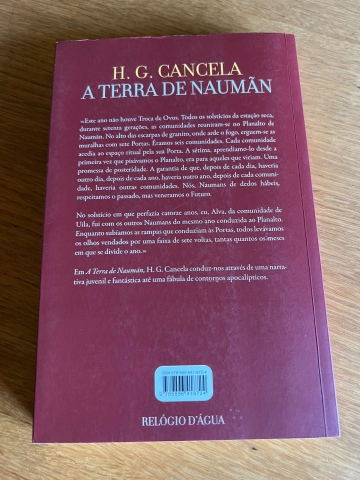 H. G. CANCELA
A TERRA DE NAUMÃN
«Este ano não houve Troca de Ovos. Todos os solstícios da estação seca,
durante setenta gerações, as comunidades reuniram-se no Planalto de
Naumãn. No alto das escarpas de granito, onde arde o fogo, erguem-se as
muralhas com sete Portas. Éramos seis comunidades. Cada comunidade
acedia ao espaço ritual pela sua Porta. A sétima, aprendíamo-lo desde a
primeira vez que pisávamos o Planalto, era para aqueles que viriam. Uma
promessa de posteridade. A garantia de que, depois de cada dia, haveria
outro dia, depois de cada ano, haveria outro ano, depois de cada comuni-
dade, haveria outras comunidades. Nós, Naumans de dedos hábeis,
respeitamos o passado, mas veneramos o Futuro.
No solstício em que perfazia catorze anos, eu, Alva, da comunidade de
Uila, fui com os outros Naumans do mesmo ano conduzida ao Planalto.
Enquanto subíamos as rampas que conduziam às Portas, todos levávamos
os olhos vendados por uma faixa de sete voltas, tantas quantos os meses
em que se divide o ano.»
Em A Terra de Naumãn, H. G. Cancela conduz-nos através de uma narra-
tiva juvenil e fantástica até uma fábula de contornos apocalípticos.
RELÓGIO D'ÁGUA